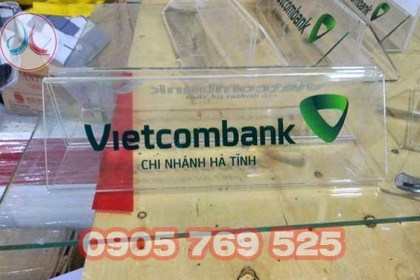 Vietcombank
CHI NHÁNH HÀ TĨNH
0905 769 525